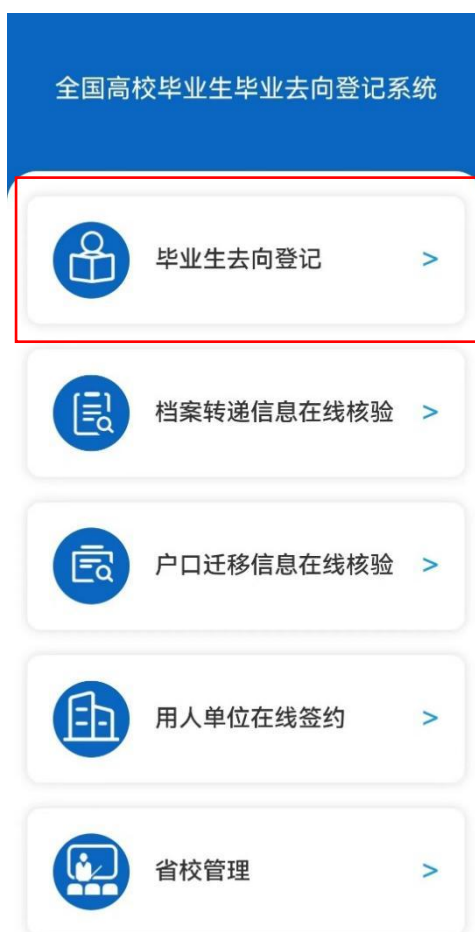 全国高校毕业生毕业去向登记系统
毕业生去向登记 >
档案转递信息在线核验 >
户口迁移信息在线核验 >
用人单位在线签约 >
省校管理 >